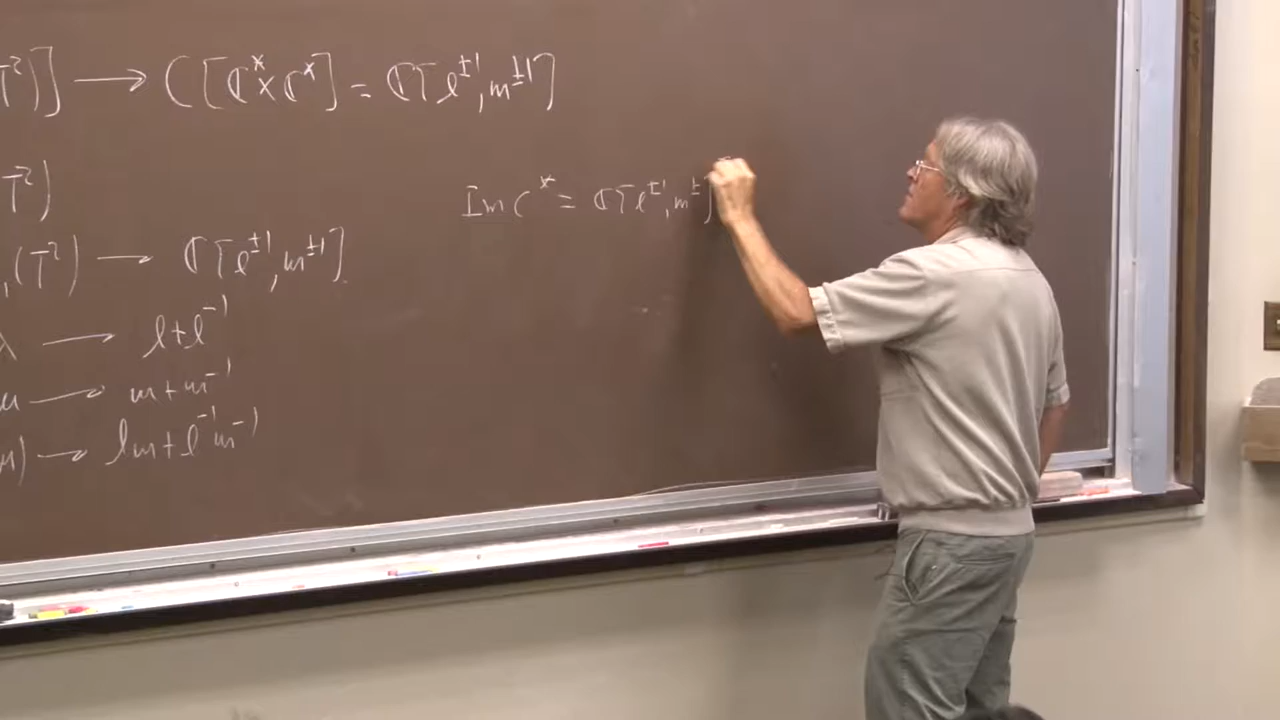 T²)] ⟶ ℂ[ℂ* × ℂ*] = ℂ[ℓ^{±1}, m^{±1}]
T²)
Im C* = ℂ[ℓ^{±1}, m^{±}]
(T²) ⟶ ℂ[ℓ^{±1}, m^{±1}]
λ ⟶ ℓ+ℓ^{-1}
μ ⟶ m+m^{-1}
μ) ⟶ ℓm+ℓ^{-1}m^{-1}